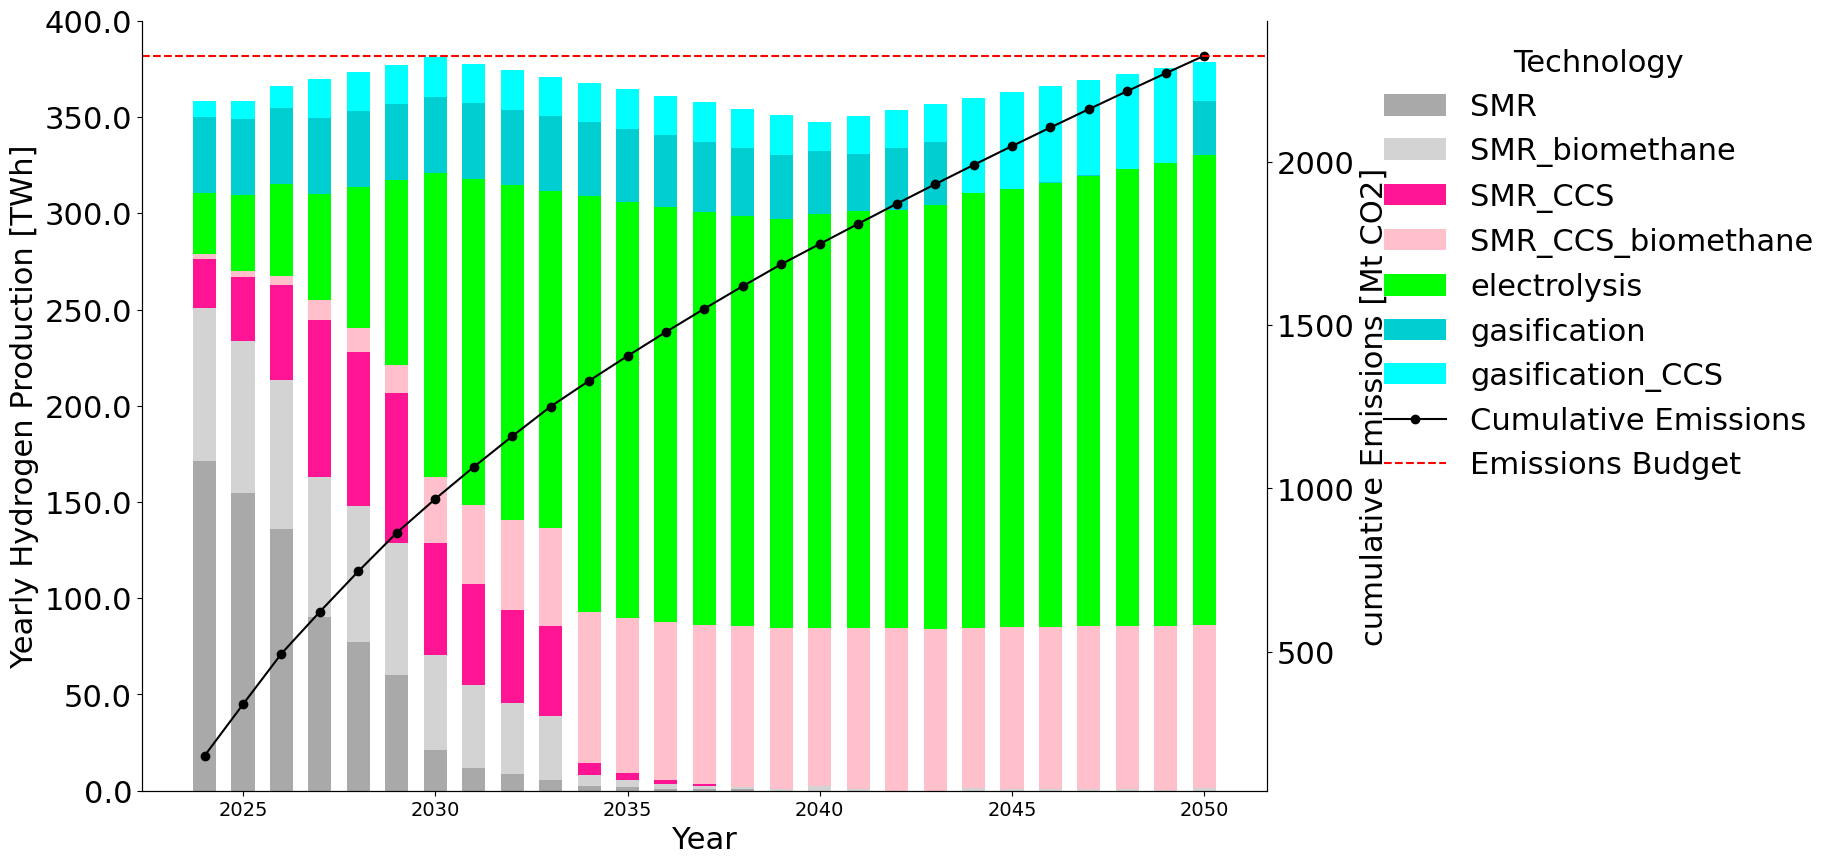 Yearly Hydrogen Production [TWh]
400.0
350.0
300.0
250.0
200.0
150.0
100.0
50.0
0.0
2025
2030
2035
2040
2045
2050
Year
2000
1500
1000
500
cumulative Emissions [Mt CO2]
Technology
SMR
SMR_biomethane
SMR_CCS
SMR_CCS_biomethane
electrolysis
gasification
gasification_CCS
Cumulative Emissions
Emissions Budget